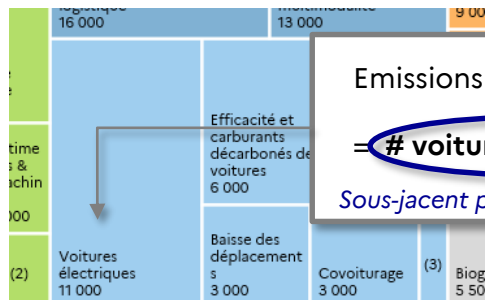 logistique
16 000
multimodalité
13 000
9 00
time
s &
achin
000
(2)
Efficacité et
carburants
décarbonés de
voitures
6 000
Voitures
électriques
11 000
Baisse des
déplacement
s
3 000
Covoiturage
3 000
(3)
Biog
5 50
Emissions
= # voitu
Sous-jacent p